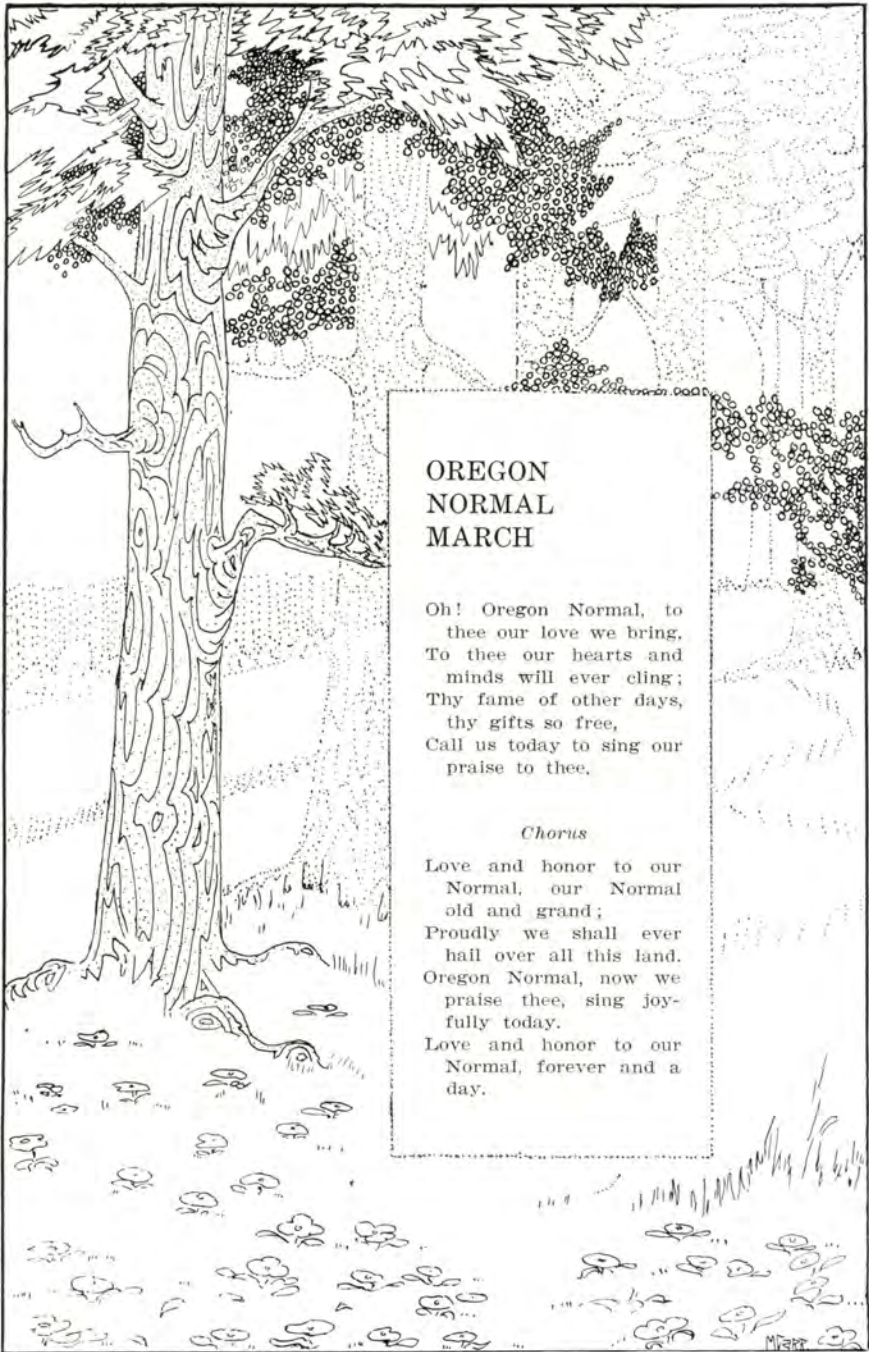 OREGON
NORMAL
MARCH
Oh! Oregon Normal, to
thee our love we bring,
To thee our hearts and
minds will ever cling;
Thy fame of other days,
thy gifts so free,
Call us today to sing our
praise to thee.
Chorus
Love and honor to our
Normal, our Normal
old and grand;
Proudly we shall ever
hail over all this land.
Oregon Normal, now we
praise thee, sing joy-
fully today.
Love and honor to our
Normal, forever and a
day.